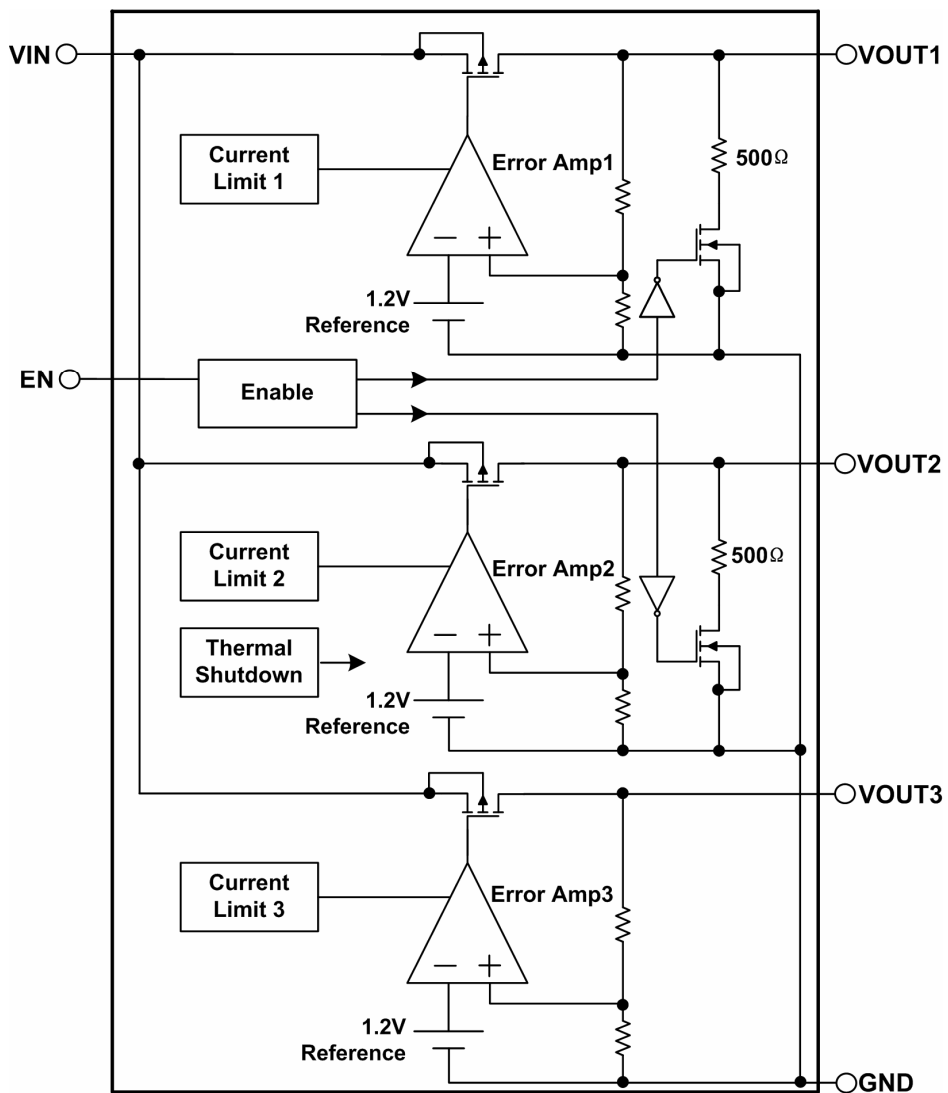 VIN
VOUT1
Current
Limit 1
Error Amp1
500Ω
− +
1.2V
Reference
EN
Enable
VOUT2
Current
Limit 2
Error Amp2
500Ω
Thermal
Shutdown
− +
1.2V
Reference
VOUT3
Current
Limit 3
Error Amp3
− +
1.2V
Reference
GND